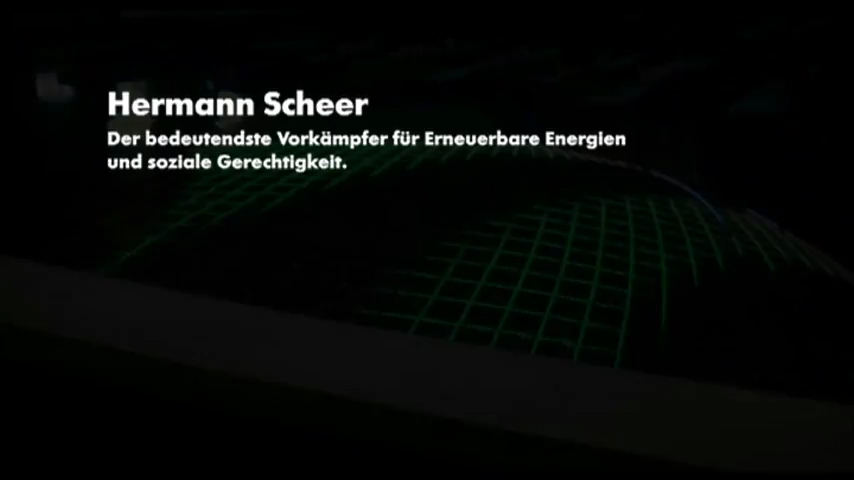 Hermann Scheer
Der bedeutendste Vorkämpfer für Erneuerbare Energien
und soziale Gerechtigkeit.